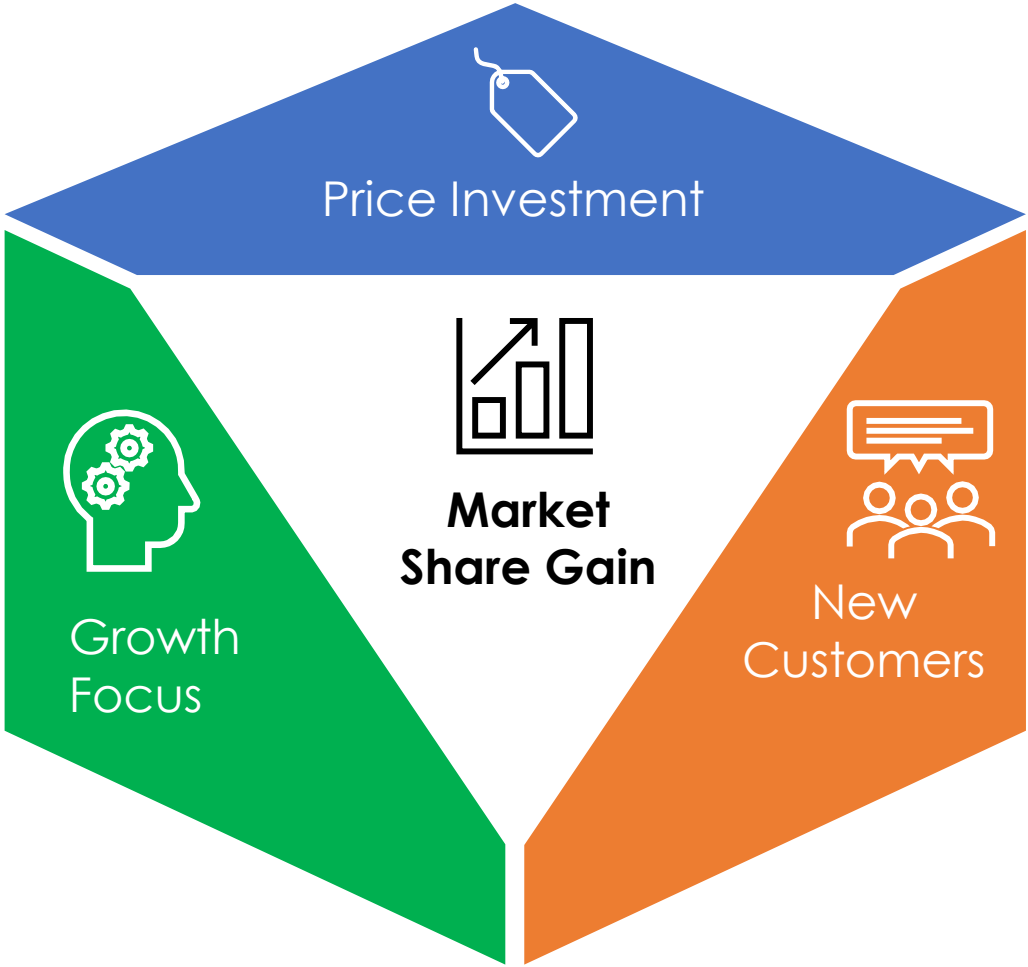 Price Investment
Market
Share Gain
Growth
Focus
New
Customers